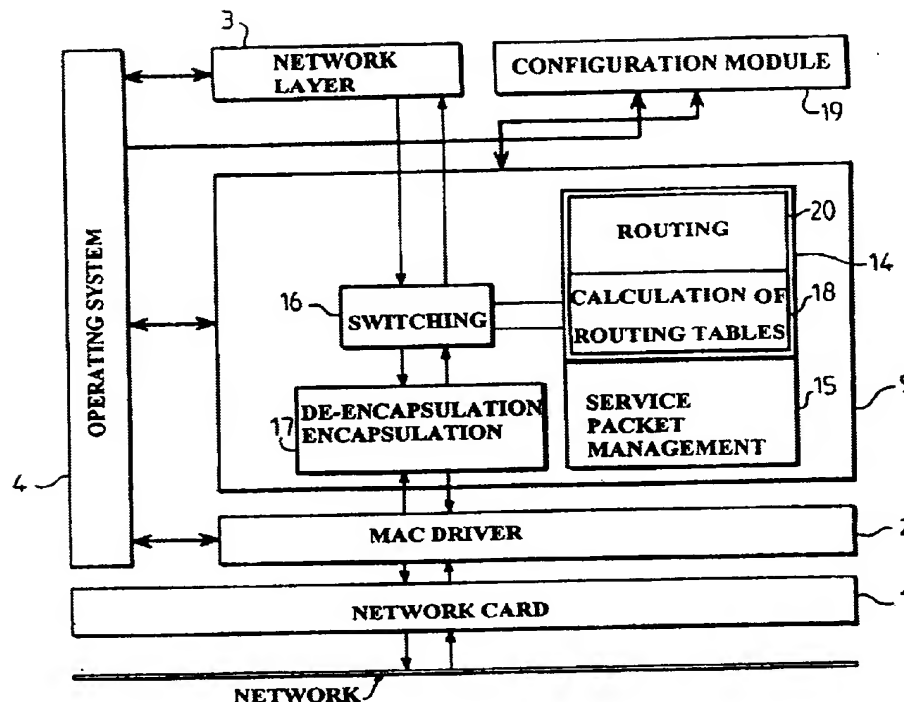 3
NETWORK
LAYER
CONFIGURATION MODULE
19
OPERATING SYSTEM
20
ROUTING
14
16
SWITCHING
CALCULATION OF
18
ROUTING TABLES
17
DE-ENCAPSULATION
ENCAPSULATION
SERVICE
PACKET
MANAGEMENT
15
4
MAC DRIVER
2
NETWORK CARD
NETWORK